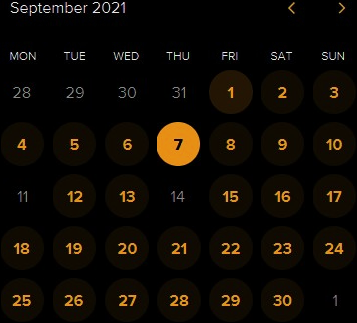 September 2021 < >
MON TUE WED THU FRI SAT SUN
28 29 30 31 1 2 3
4 5 6 7 8 9 10
11 12 13 14 15 16 17
18 19 20 21 22 23 24
25 26 27 28 29 30 1